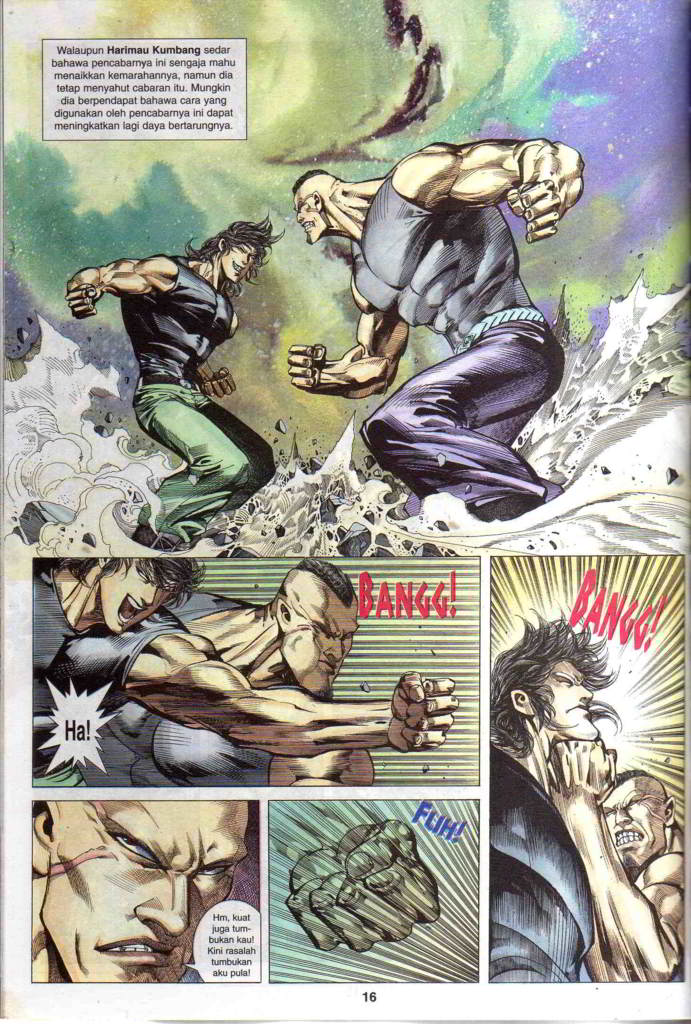 Walaupun Harimau Kumbang sedar
bahawa pencabarnya ini sengaja mahu
menaikkan kemarahannya, namun dia
tetap menyahut cabaran itu. Mungkin
dia berpendapat bahawa cara yang
digunakan oleh pencabarnya ini dapat
meningkatkan lagi daya bertarungnya.
BANGG!
Ha!
BANGG!
Hm, kuat
juga tum-
bukan kau!
Kini rasalah
tumbukan
aku pula!
FUH!
16